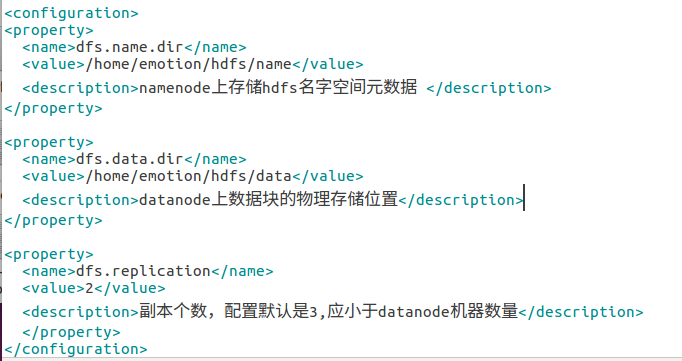 <configuration>
<property>
  <name>dfs.name.dir</name>
  <value>/home/emotion/hdfs/name</value>
  <description>namenode上存储hdfs名字空间元数据 </description>
</property>

<property>
  <name>dfs.data.dir</name>
  <value>/home/emotion/hdfs/data</value>
  <description>datanode上数据块的物理存储位置</description>
</property>

<property>
  <name>dfs.replication</name>
  <value>2</value>
  <description>副本个数，配置默认是3,应小于datanode机器数量</description>
  </property>
</configuration>